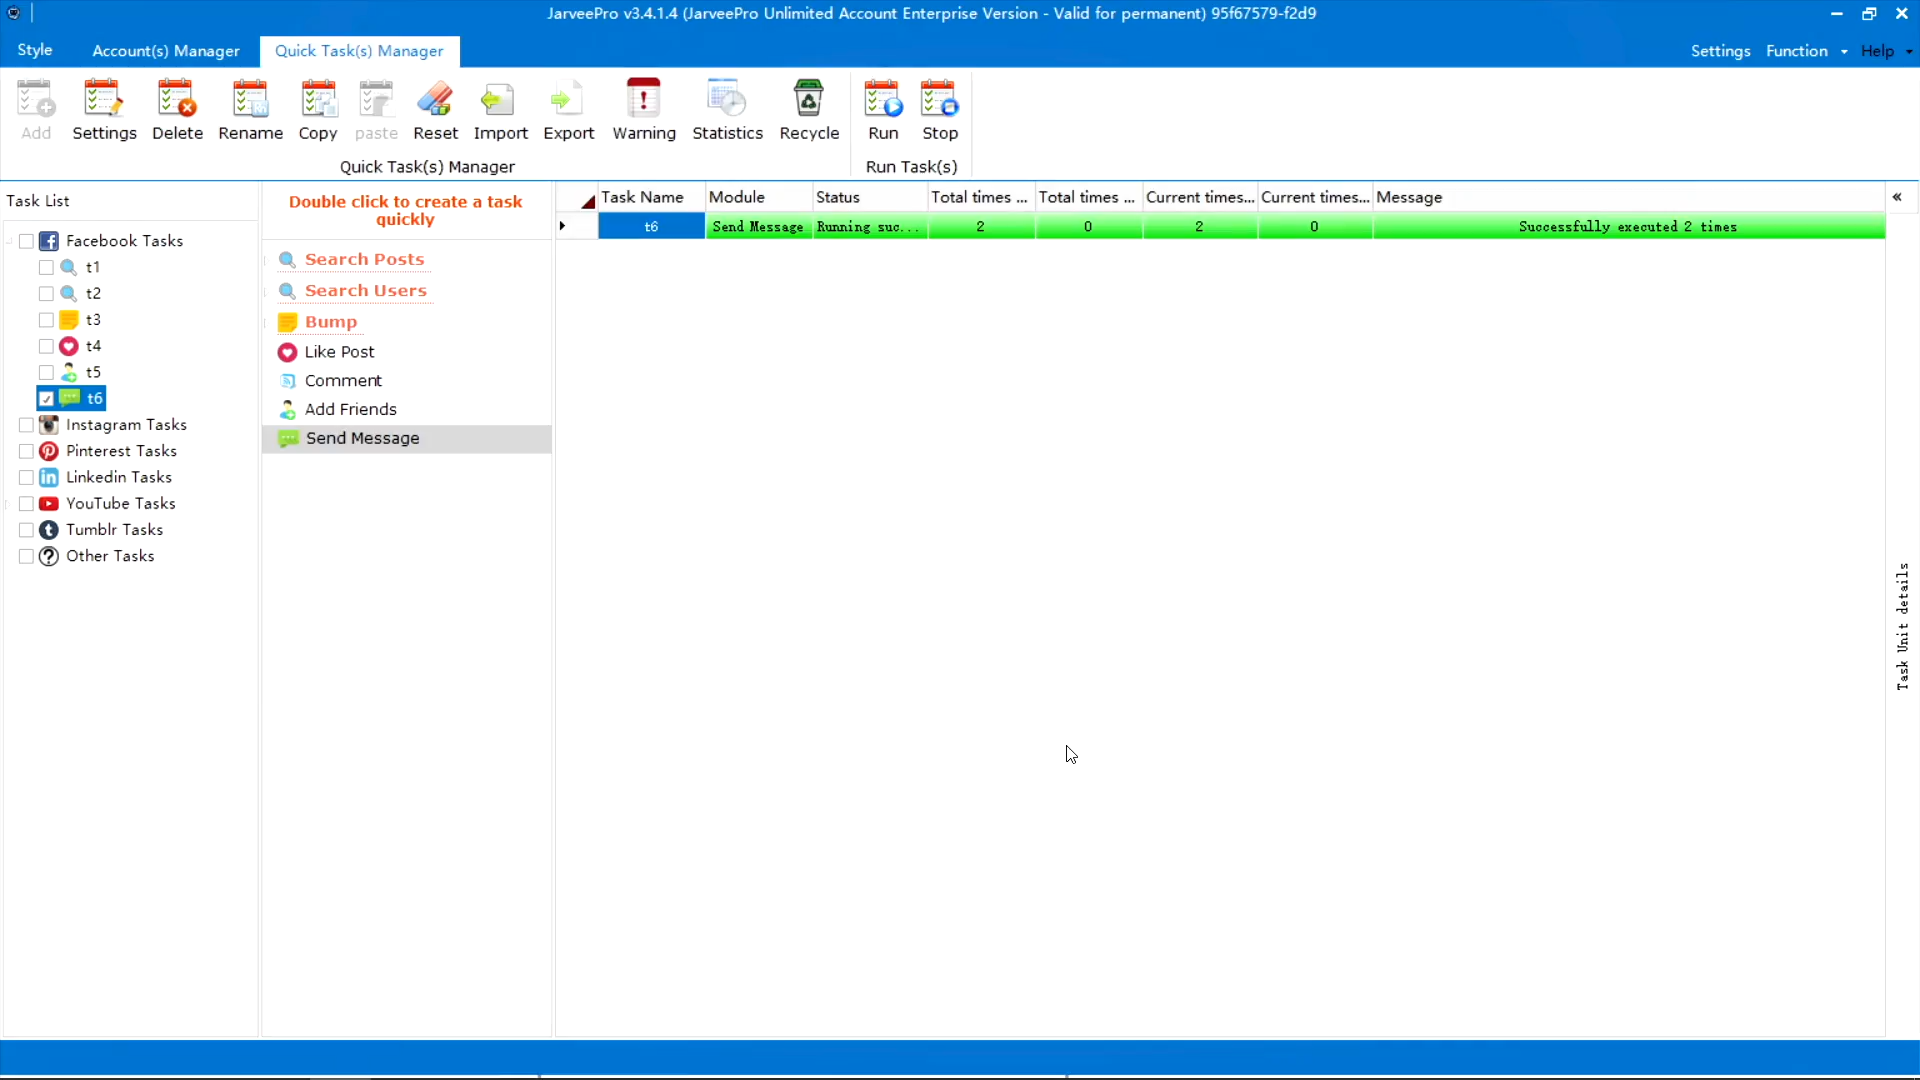 JarveePro v3.4.1.4 (JarveePro Unlimited Account Enterprise Version - Valid for permanent) 95f67579-f2d9
Style Account(s) Manager Quick Task(s) Manager Settings Function Help
Add Settings Delete Rename Copy paste Reset Import Export Warning Statistics Recycle Run Stop
Quick Task(s) Manager Run Task(s)
Task List
Facebook Tasks
t1
t2
t3
t4
t5
t6
Instagram Tasks
Pinterest Tasks
Linkedin Tasks
YouTube Tasks
Tumblr Tasks
Other Tasks
Double click to create a task
quickly
Search Posts
Search Users
Bump
Like Post
Comment
Add Friends
Send Message
Task Name Module Status Total times ... Total times ... Current times... Current times... Message
t6 Send Message Running suc... 2 0 2 0 Successfully executed 2 times
Task Unit details